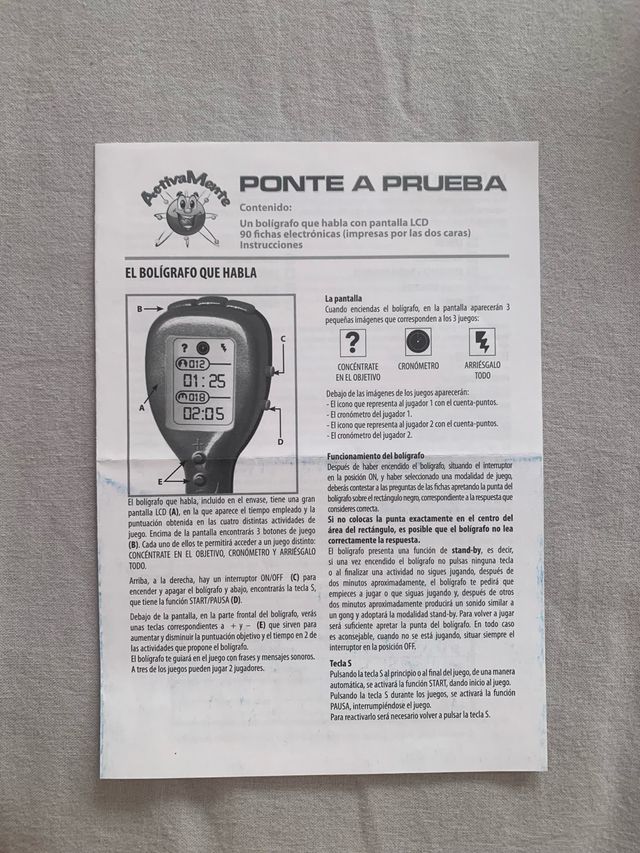 ActivaMente
PONTE A PRUEBA
Contenido:
Un bolígrafo que habla con pantalla LCD
90 fichas electrónicas (impresas por las dos caras)
Instrucciones
EL BOLÍGRAFO QUE HABLA
B
C
?
012
01:25
018
02:05
A
D
+
E
El bolígrafo que habla, incluido en el envase, tiene una gran
pantalla LCD (A), en la que aparece el tiempo empleado y la
puntuación obtenida en las cuatro distintas actividades de
juego. Encima de la pantalla encontrarás 3 botones de juego
(B). Cada uno de ellos te permitirá acceder a un juego distinto:
CONCÉNTRATE EN EL OBJETIVO, CRONÓMETRO Y ARRIÉSGALO
TODO.
Arriba, a la derecha, hay un interruptor ON/OFF (C) para
encender y apagar el bolígrafo y abajo, encontrarás la tecla S,
que tiene la función START/PAUSA (D).
Debajo de la pantalla, en la parte frontal del bolígrafo, verás
unas teclas correspondientes a + y − (E) que sirven para
aumentar y disminuir la puntuación objetivo y el tiempo en 2 de
las actividades que propone el bolígrafo.
El bolígrafo te guiará en el juego con frases y mensajes sonoros.
A tres de los juegos pueden jugar 2 jugadores.
La pantalla
Cuando enciendas el bolígrafo, en la pantalla aparecerán 3
pequeñas imágenes que corresponden a los 3 juegos:
?
CONCÉNTRATE CRONÓMETRO ARRIÉSGALO
EN EL OBJETIVO TODO
Debajo de las imágenes de los juegos aparecerán:
- El icono que representa al jugador 1 con el cuenta-puntos.
- El cronómetro del jugador 1.
- El icono que representa al jugador 2 con el cuenta-puntos.
- El cronómetro del jugador 2.
Funcionamiento del bolígrafo
Después de haber encendido el bolígrafo, situando el interruptor
en la posición ON, y haber seleccionado una modalidad de juego,
deberás contestar a las preguntas de las fichas apretando la punta del
bolígrafo sobre el rectángulo negro, correspondiente a la respuesta que
consideres correcta.
Si no colocas la punta exactamente en el centro del
área del rectángulo, es posible que el bolígrafo no lea
correctamente la respuesta.
El bolígrafo presenta una función de stand-by, es decir,
si una vez encendido el bolígrafo no pulsas ninguna tecla
o al finalizar una actividad no sigues jugando, después de
dos minutos aproximadamente, el bolígrafo te pedirá que
empieces a jugar o que sigas jugando y, después de otros
dos minutos aproximadamente producirá un sonido similar a
un gong y adoptará la modalidad stand-by. Para volver a jugar
será suficiente apretar la punta del bolígrafo. En todo caso
es aconsejable, cuando no se está jugando, situar siempre el
interruptor en la posición OFF.
Tecla S
Pulsando la tecla S al principio o al final del juego, de una manera
automática, se activará la función START, dando inicio al juego.
Pulsando la tecla S durante los juegos, se activará la función
PAUSA, interrumpiéndose el juego.
Para reactivarlo será necesario volver a pulsar la tecla S.